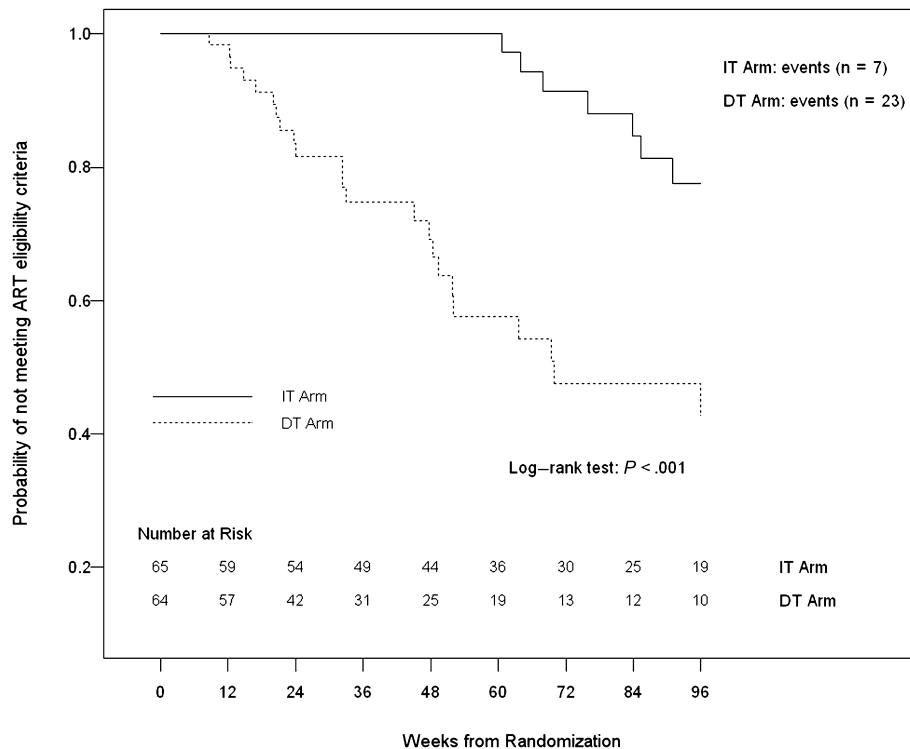 1.0
IT Arm: events (n = 7)
DT Arm: events (n = 23)
0.8
Probability of not meeting ART eligibility criteria
0.6
IT Arm
DT Arm
0.4
Log−rank test: P < .001
Number at Risk
0.2
65 59 54 49 44 36 30 25 19 IT Arm
64 57 42 31 25 19 13 12 10 DT Arm
0 12 24 36 48 60 72 84 96
Weeks from Randomization